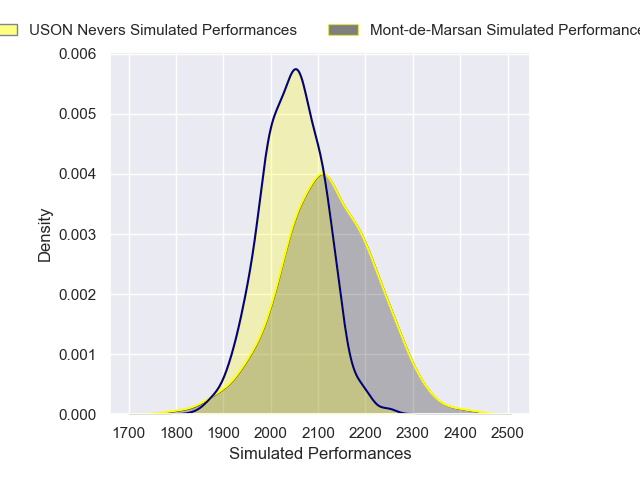 USON Nevers Simulated Performances
Mont-de-Marsan Simulated Performance
0.006
0.005
0.004
0.003
0.002
0.001
0.000
Density
1700 1800 1900 2000 2100 2200 2300 2400 2500
Simulated Performances